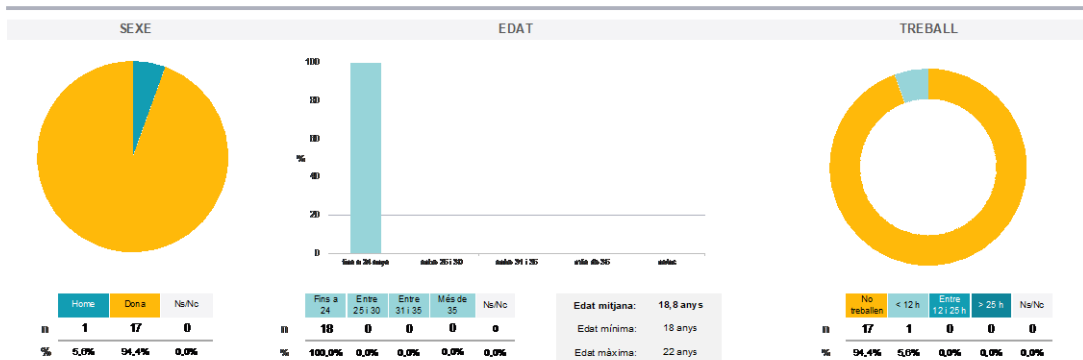 SEXE EDAT TREBALL
100
80
60
%
40
20
0
Home Dona Ns/Nc
n 1 17 0
% 5,6% 94,4% 0,0%
Fins a 24 Entre 25 i 30 Entre 31 i 35 Més de 35 Ns/Nc
n 18 0 0 0 0
% 100,0% 0,0% 0,0% 0,0% 0,0%
Edat mitjana: 18,8 anys
Edat mínima: 18 anys
Edat màxima: 22 anys
No treballen < 12 h Entre 12 i 25 h > 25 h Ns/Nc
n 17 1 0 0 0
% 94,4% 5,6% 0,0% 0,0% 0,0%